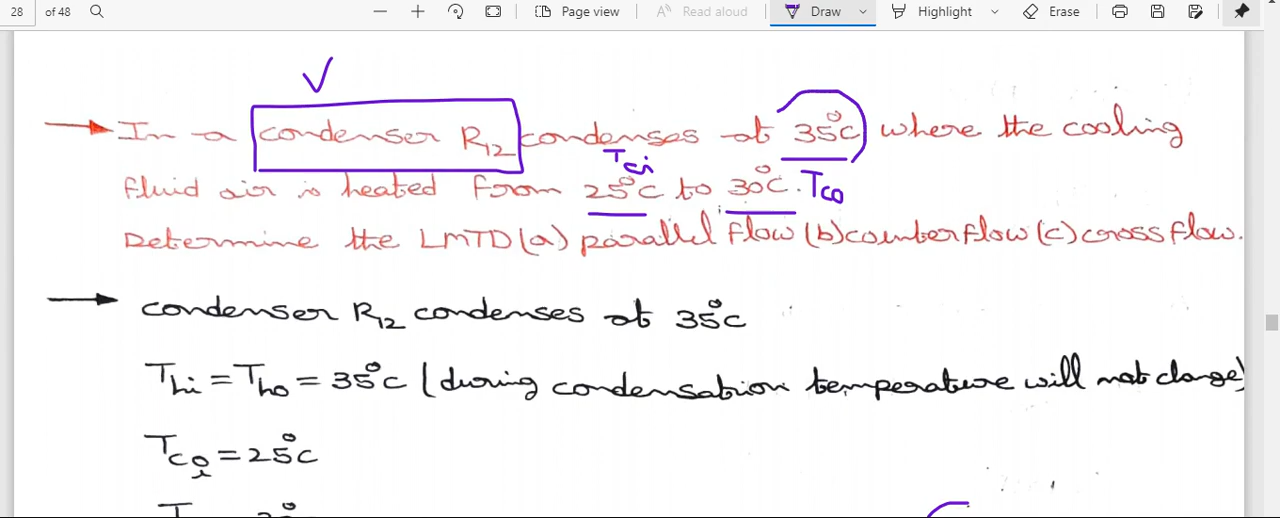 28 of 48 Page view Read aloud Draw Highlight Erase
→ In a condenser R12 condenses at 35°C where the cooling
Tci
fluid air is heated from 25°C to 30°C. Tco
Determine the LMTD (a) parallel flow (b) counterflow (c) cross flow.
→ condenser R12 condenses at 35°C
Thi = Tho = 35°C (during condensation temperature will not change)
Tci = 25°C